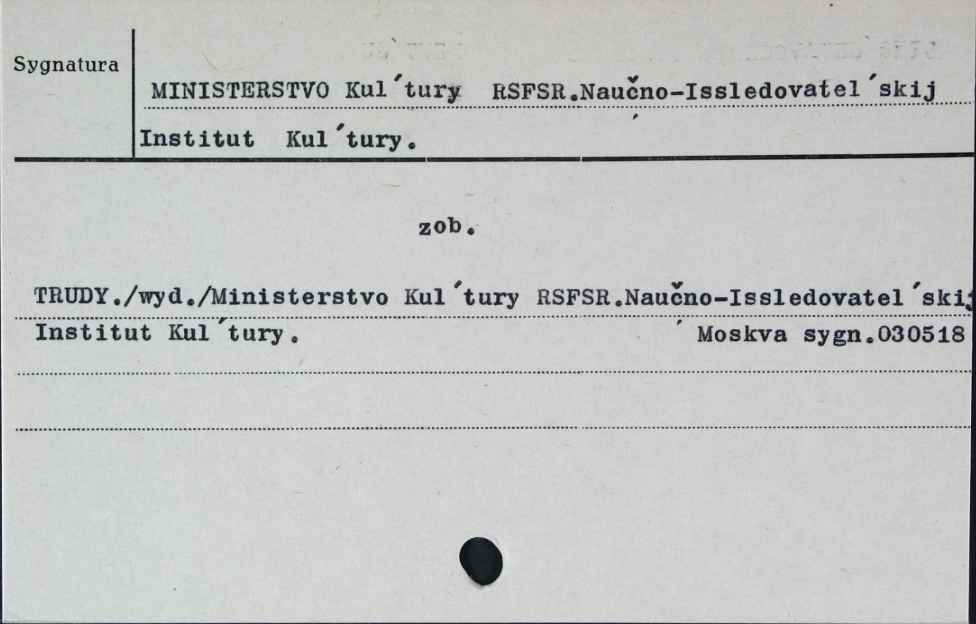 Sygnatura
MINISTERSTVO Kul´tury RSFSR.Naučno-Issledovatel´skij
Institut Kul´tury.
zob.
TRUDY./wyd./Ministerstvo Kul´tury RSFSR.Naučno-Issledovatel´skij
Institut Kul´tury. Moskva sygn.030518